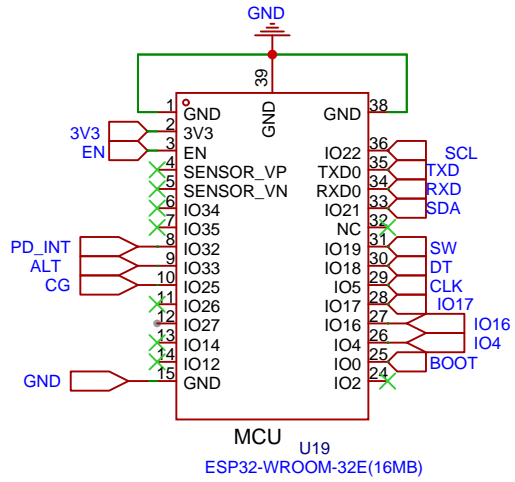 GND
39
GND
1 GND GND 38
3V3 2 3V3
EN 3 EN IO22 36 SCL
4 SENSOR_VP TXD0 35 TXD
5 SENSOR_VN RXD0 34 RXD
6 IO34 IO21 33 SDA
7 IO35 NC 32
PD_INT 8 IO32 IO19 31 SW
ALT 9 IO33 IO18 30 DT
CG 10 IO25 IO5 29 CLK
11 IO26 IO17 28 IO17
12 IO27 IO16 27 IO16
13 IO14 IO4 26 IO4
14 IO12 IO0 25 BOOT
GND 15 GND IO2 24
MCU
U19
ESP32-WROOM-32E(16MB)